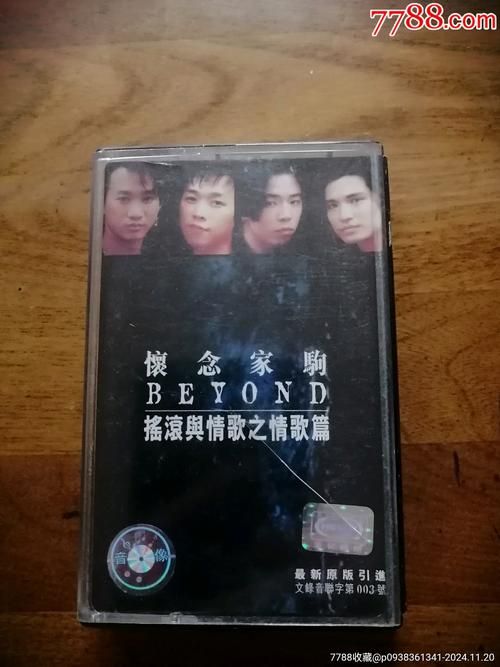 7788.com
懷念家駒
BEYOND
搖滾與情歌之情歌篇
音像
最新原版引進
文錄音聯字第003號
7788收藏@p0938361341-2024.11.20